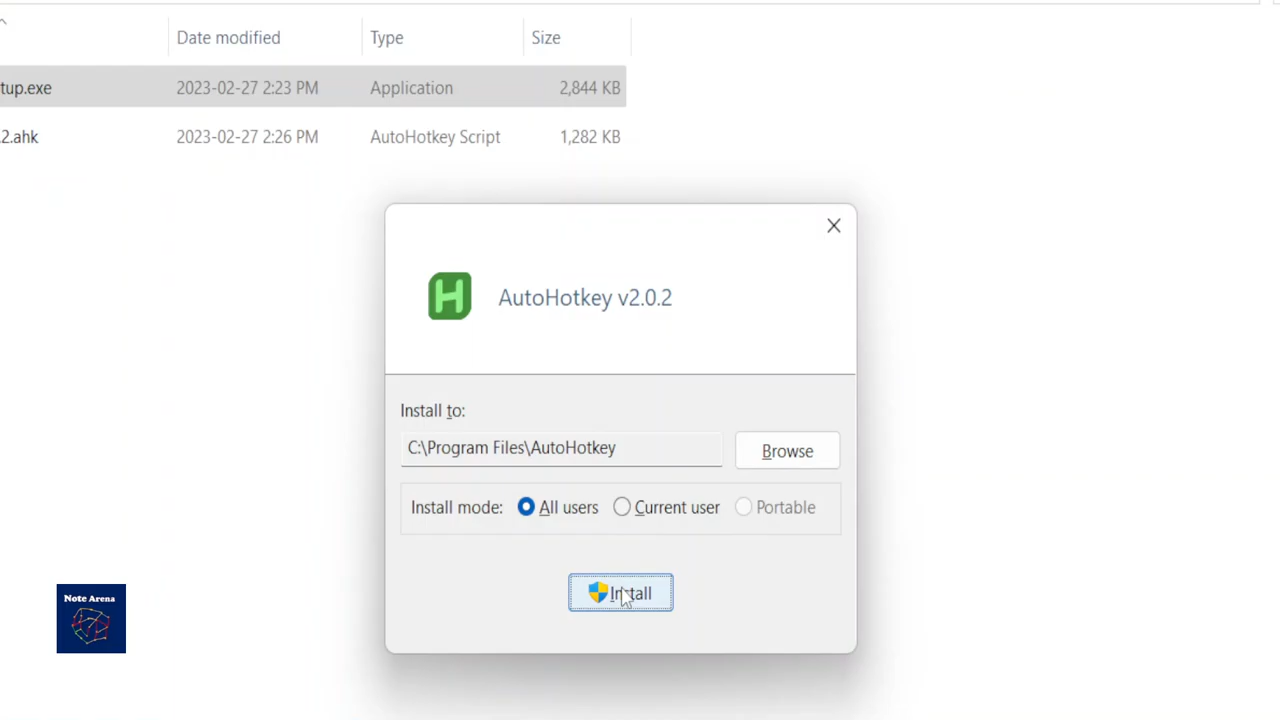 Date modified Type Size
tup.exe 2023-02-27 2:23 PM Application 2,844 KB
2.ahk 2023-02-27 2:26 PM AutoHotkey Script 1,282 KB
AutoHotkey v2.0.2
Install to:
C:\Program Files\AutoHotkey Browse
Install mode: All users Current user Portable
Install
Note Arena